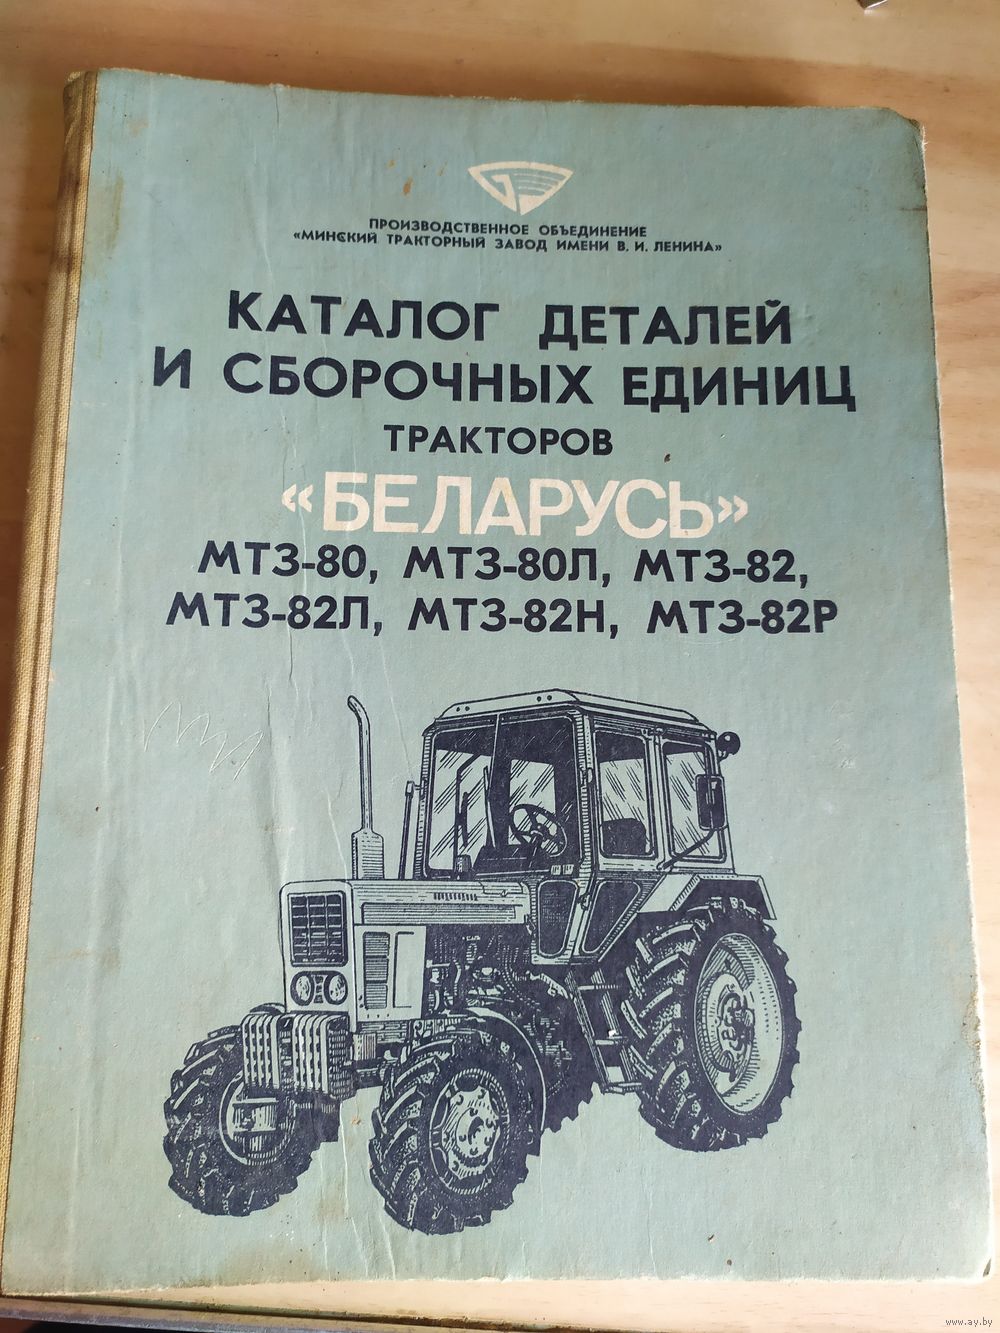 ПРОИЗВОДСТВЕННОЕ ОБЪЕДИНЕНИЕ
«МИНСКИЙ ТРАКТОРНЫЙ ЗАВОД ИМЕНИ В. И. ЛЕНИНА»
КАТАЛОГ ДЕТАЛЕЙ
И СБОРОЧНЫХ ЕДИНИЦ
ТРАКТОРОВ
«БЕЛАРУСЬ»
МТЗ-80, МТЗ-80Л, МТЗ-82,
МТЗ-82Л, МТЗ-82Н, МТЗ-82Р
www.ay.by